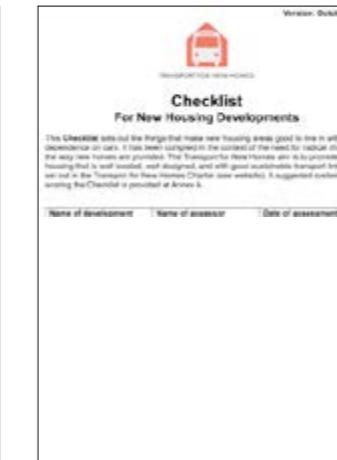 Version: Octob
TRANSPORT FOR NEW HOMES
Checklist
For New Housing Developments
This Checklist sets out the things that make new housing areas good to live in with
dependence on cars. It has been compiled in the context of the need for radical
the way new homes are provided. The Transport for New Homes aim is to promote
housing that is well located, well designed, and with good sustainable transport
set out in the Transport for New Homes Charter (see website). A suggested system
scoring the Checklist is provided at Annex A.
Name of development Name of assessor Date of assessment